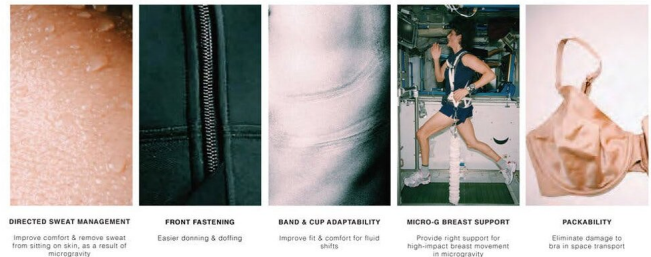 DIRECTED SWEAT MANAGEMENT
Improve comfort & remove sweat
from sitting on skin, as a result of
microgravity
FRONT FASTENING
Easier donning & doffing
BAND & CUP ADAPTABILITY
Improve fit & comfort for fluid
shifts
MICRO-G BREAST SUPPORT
Provide right support for
high-impact breast movement
in microgravity
PACKABILITY
Eliminate damage to
bra in space transport